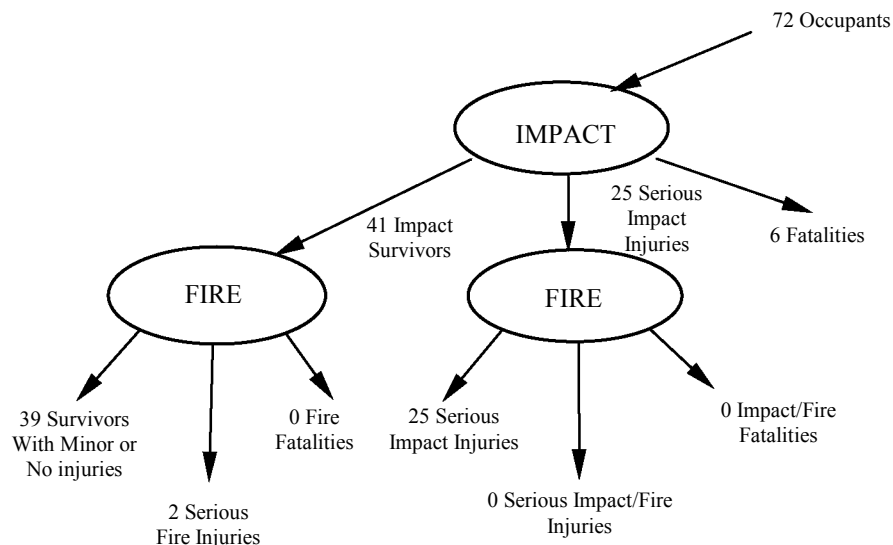 72 Occupants
IMPACT
41 Impact
Survivors
25 Serious
Impact
Injuries
6 Fatalities
FIRE
FIRE
39 Survivors
With Minor or
No injuries
0 Fire
Fatalities
2 Serious
Fire Injuries
25 Serious
Impact Injuries
0 Impact/Fire
Fatalities
0 Serious Impact/Fire
Injuries